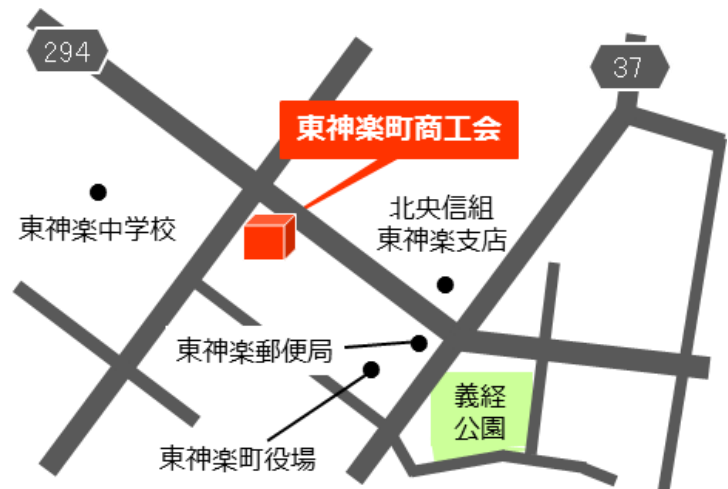 294
37
東神楽町商工会
北央信組
東神楽支店
東神楽中学校
東神楽郵便局
義経
公園
東神楽町役場